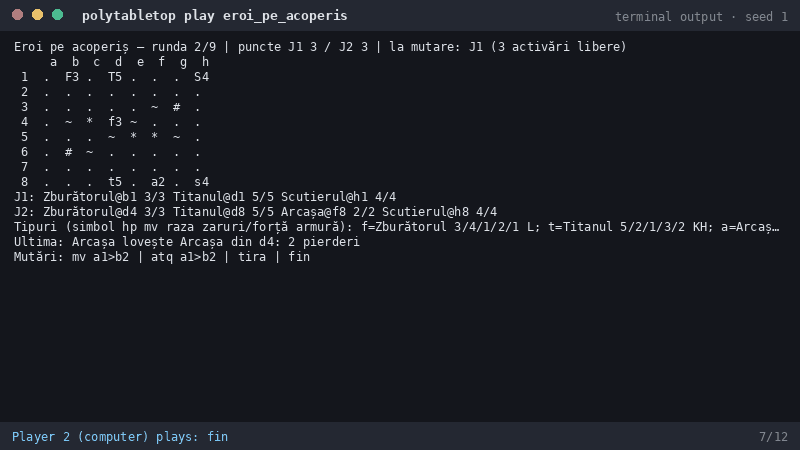 polytabletop play eroi_pe_acoperis
terminal output · seed 1
Eroi pe acoperiș — runda 2/9 | puncte J1 3 / J2 3 | la mutare: J1 (3 activări libere)
a b c d e f g h
1 . F3 . T5 . . . S4
2 . . . . . . . .
3 . . . . . ~ # .
4 . ~ * f3 ~ . . .
5 . . . ~ * * ~ .
6 . # ~ . . . . .
7 . . . . . . . .
8 . . . t5 . a2 . s4
J1: Zburătorul@b1 3/3 Titanul@d1 5/5 Scutierul@h1 4/4
J2: Zburătorul@d4 3/3 Titanul@d8 5/5 Arcașa@f8 2/2 Scutierul@h8 4/4
Tipuri (simbol hp mv raza zaruri/forță armură): f=Zburătorul 3/4/1/2/1 L; t=Titanul 5/2/1/3/2 KH; a=Arcaș…
Ultima: Arcașa lovește Arcașa din d4: 2 pierderi
Mutări: mv a1>b2 | atq a1>b2 | tira | fin
Player 2 (computer) plays: fin
7/12